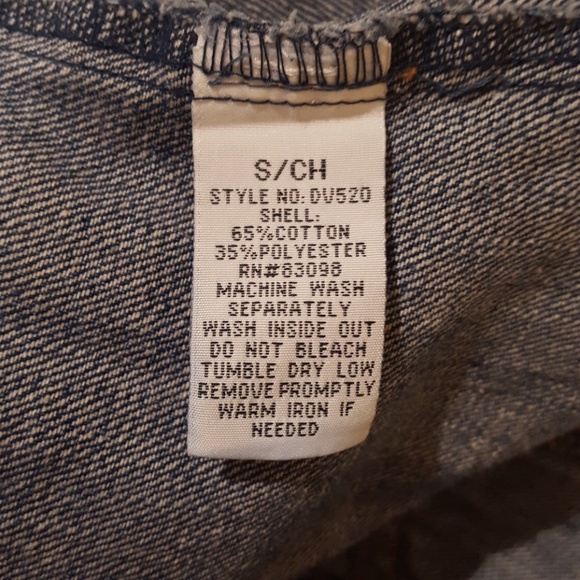 S/CH
STYLE NO: DV520
SHELL:
65%COTTON
35%POLYESTER
RN#83098
MACHINE WASH
SEPARATELY
WASH INSIDE OUT
DO NOT BLEACH
TUMBLE DRY LOW
REMOVE PROMPTLY
WARM IRON IF
NEEDED